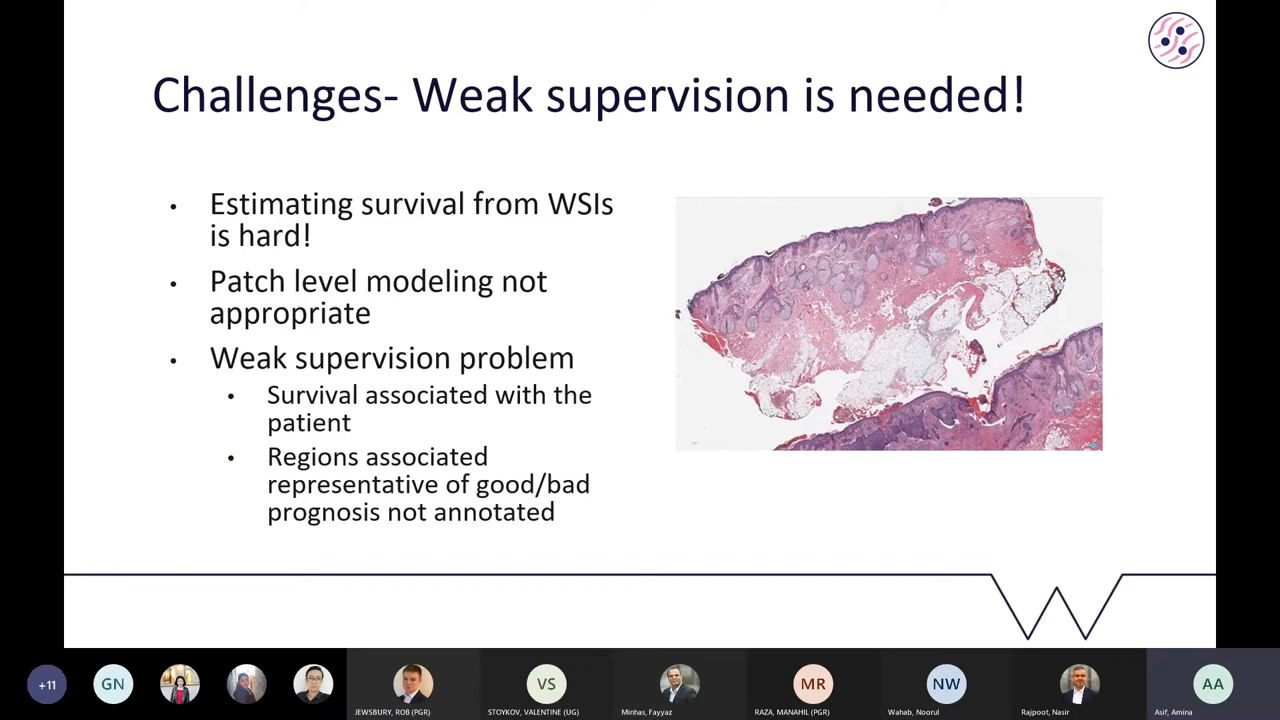 Challenges- Weak supervision is needed!
Estimating survival from WSIs
is hard!
Patch level modeling not
appropriate
Weak supervision problem
Survival associated with the
patient
Regions associated
representative of good/bad
prognosis not annotated
+11
GN
JEWSBURY, ROB (PGR)
VS
STOYKOV, VALENTINE (UG)
Minhas, Fayyaz
MR
RAZA, MANAHIL (PGR)
NW
Wahab, Noorul
Rajpoot, Nasir
AA
Asif, Amina